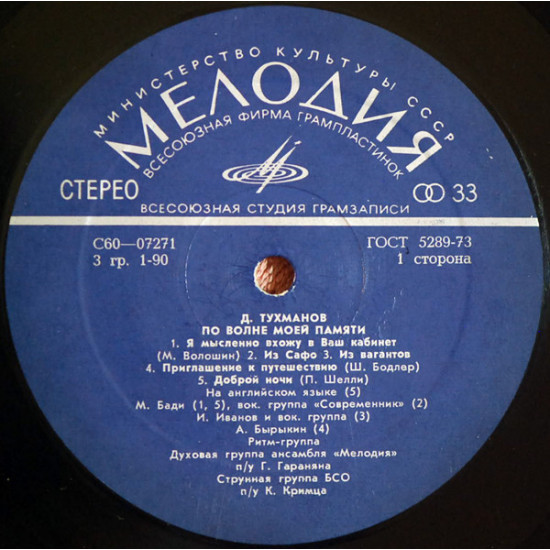 МИНИСТЕРСТВО КУЛЬТУРЫ СССР
МЕЛОДИЯ
ВСЕСОЮЗНАЯ ФИРМА ГРАМПЛАСТИНОК
СТЕРЕО
33
ВСЕСОЮЗНАЯ СТУДИЯ ГРАМЗАПИСИ
С60—07271 ГОСТ 5289-73
3 гр. 1-90 1 сторона
Д. ТУХМАНОВ
ПО ВОЛНЕ МОЕЙ ПАМЯТИ
1. Я мысленно вхожу в Ваш кабинет
(М. Волошин) 2. Из Сафо 3. Из вагантов
4. Приглашение к путешествию (Ш. Бодлер)
5. Доброй ночи (П. Шелли)
На английском языке (5)
М. Бади (1, 5), вок. группа «Современник» (2)
И. Иванов и вок. группа (3)
А. Бырыкин (4)
Ритм-группа
Духовая группа ансамбля «Мелодия»
п/у Г. Гараняна
Струнная группа БСО
п/у К. Кримца